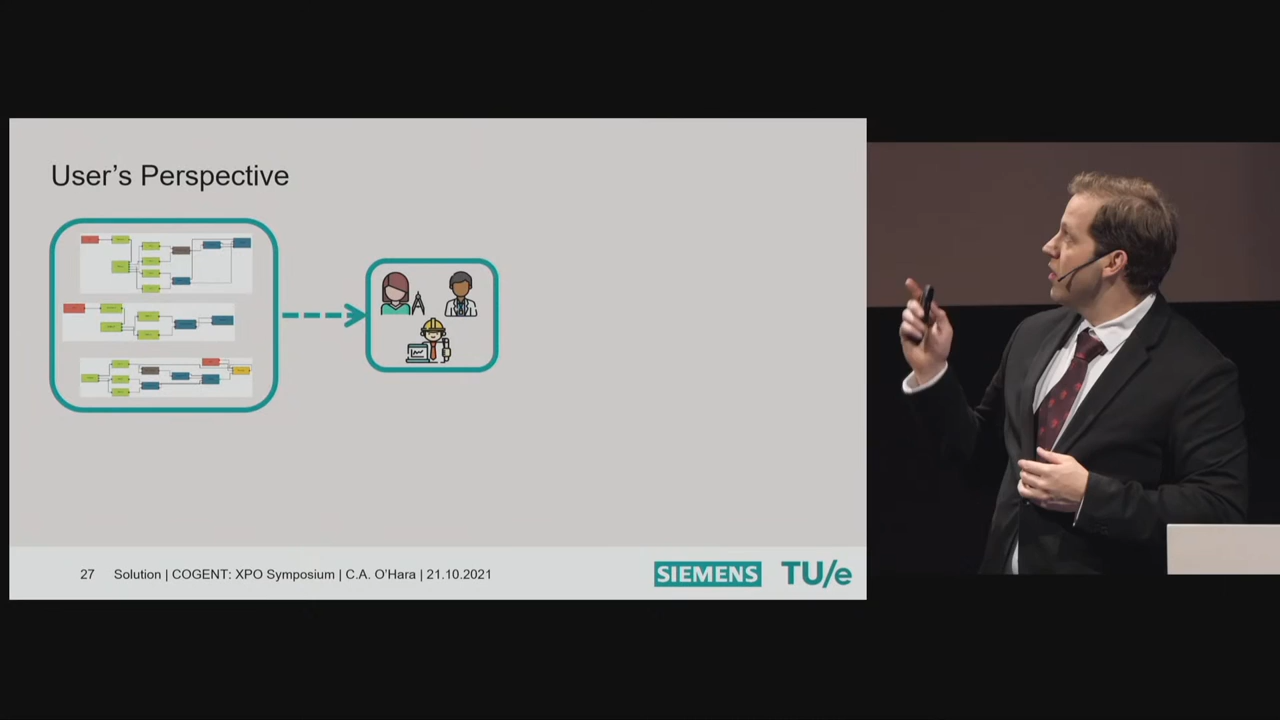 User's Perspective
27 Solution | COGENT: XPO Symposium | C.A. O'Hara | 21.10.2021
SIEMENS TU/e